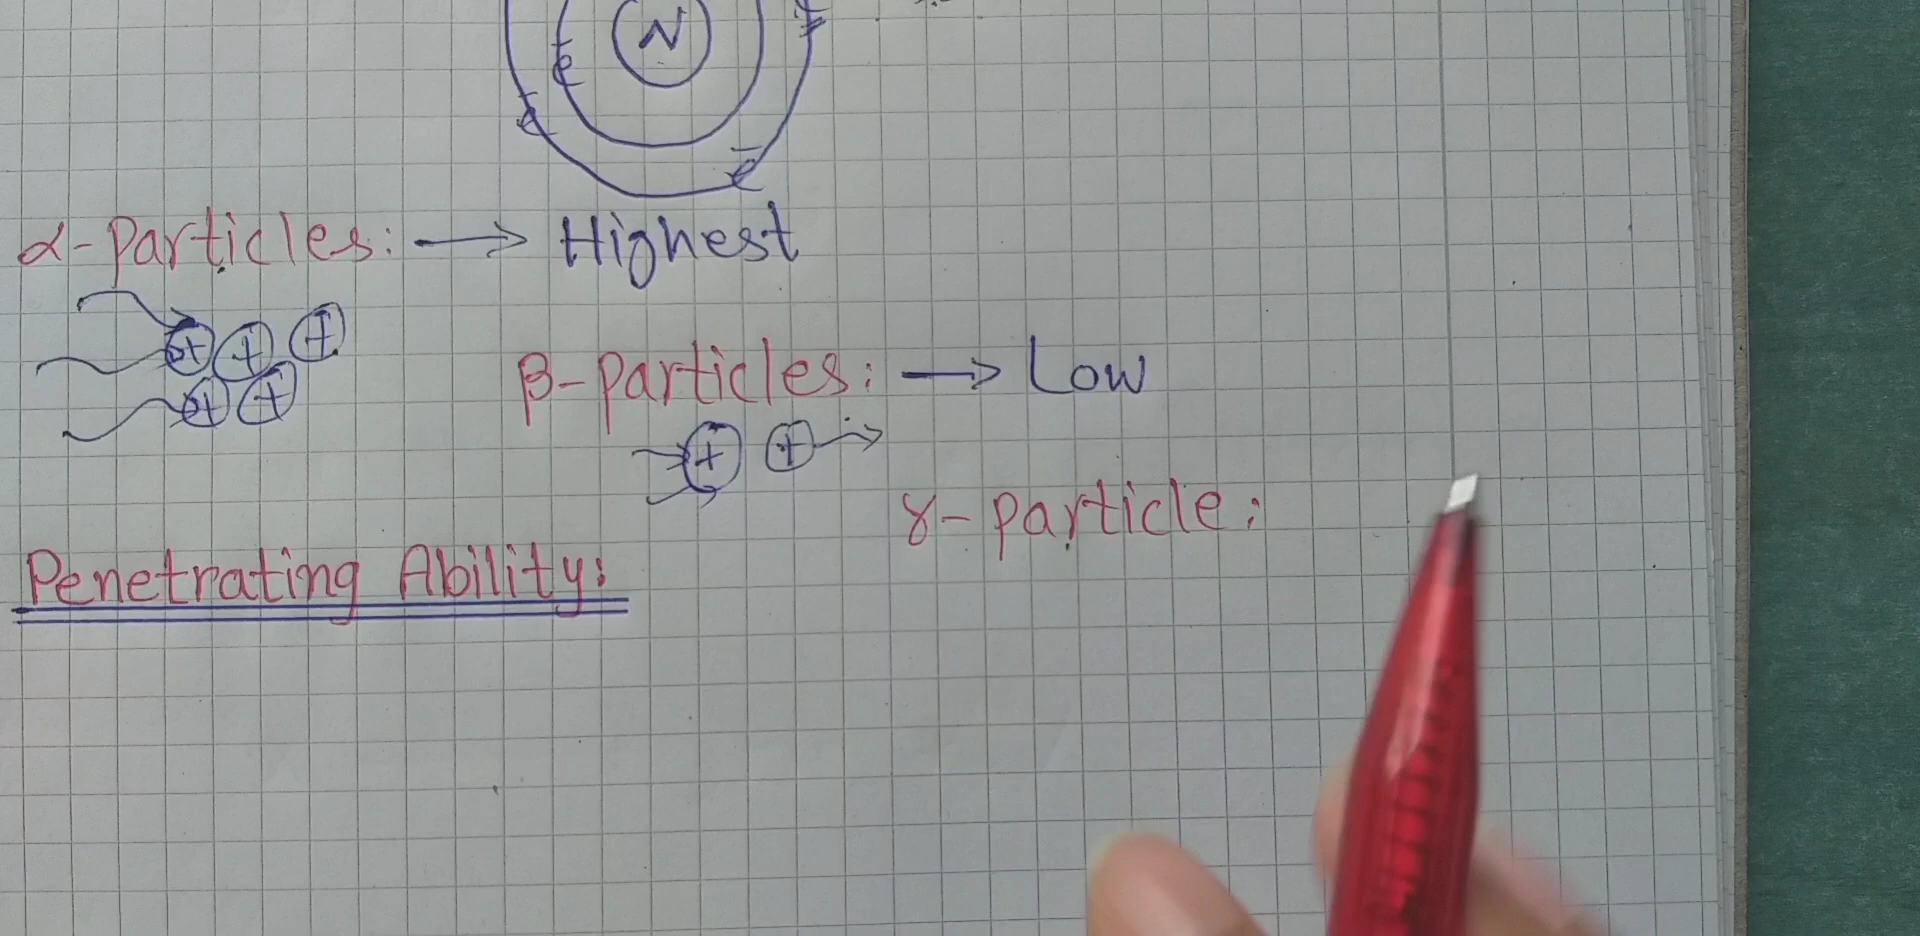 N
e
e
e
α-Particles: → Highest
+ + +
+ +
β-Particles: → Low
+ +
γ-particle:
Penetrating Ability: